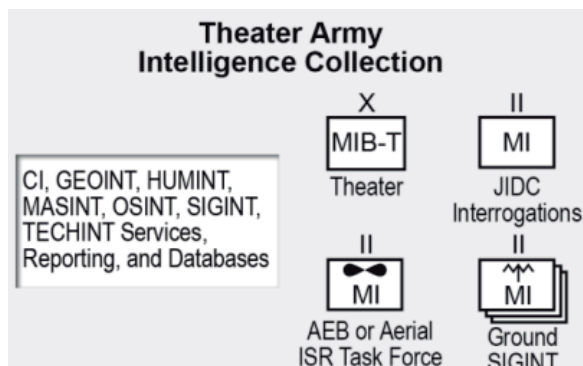 Theater Army
Intelligence Collection
CI, GEOINT, HUMINT,
MASINT, OSINT, SIGINT,
TECHINT Services,
Reporting, and Databases
X
MIB-T
Theater
II
MI
JIDC
Interrogations
II
MI
AEB or Aerial
ISR Task Force
II
MI
Ground
SIGINT